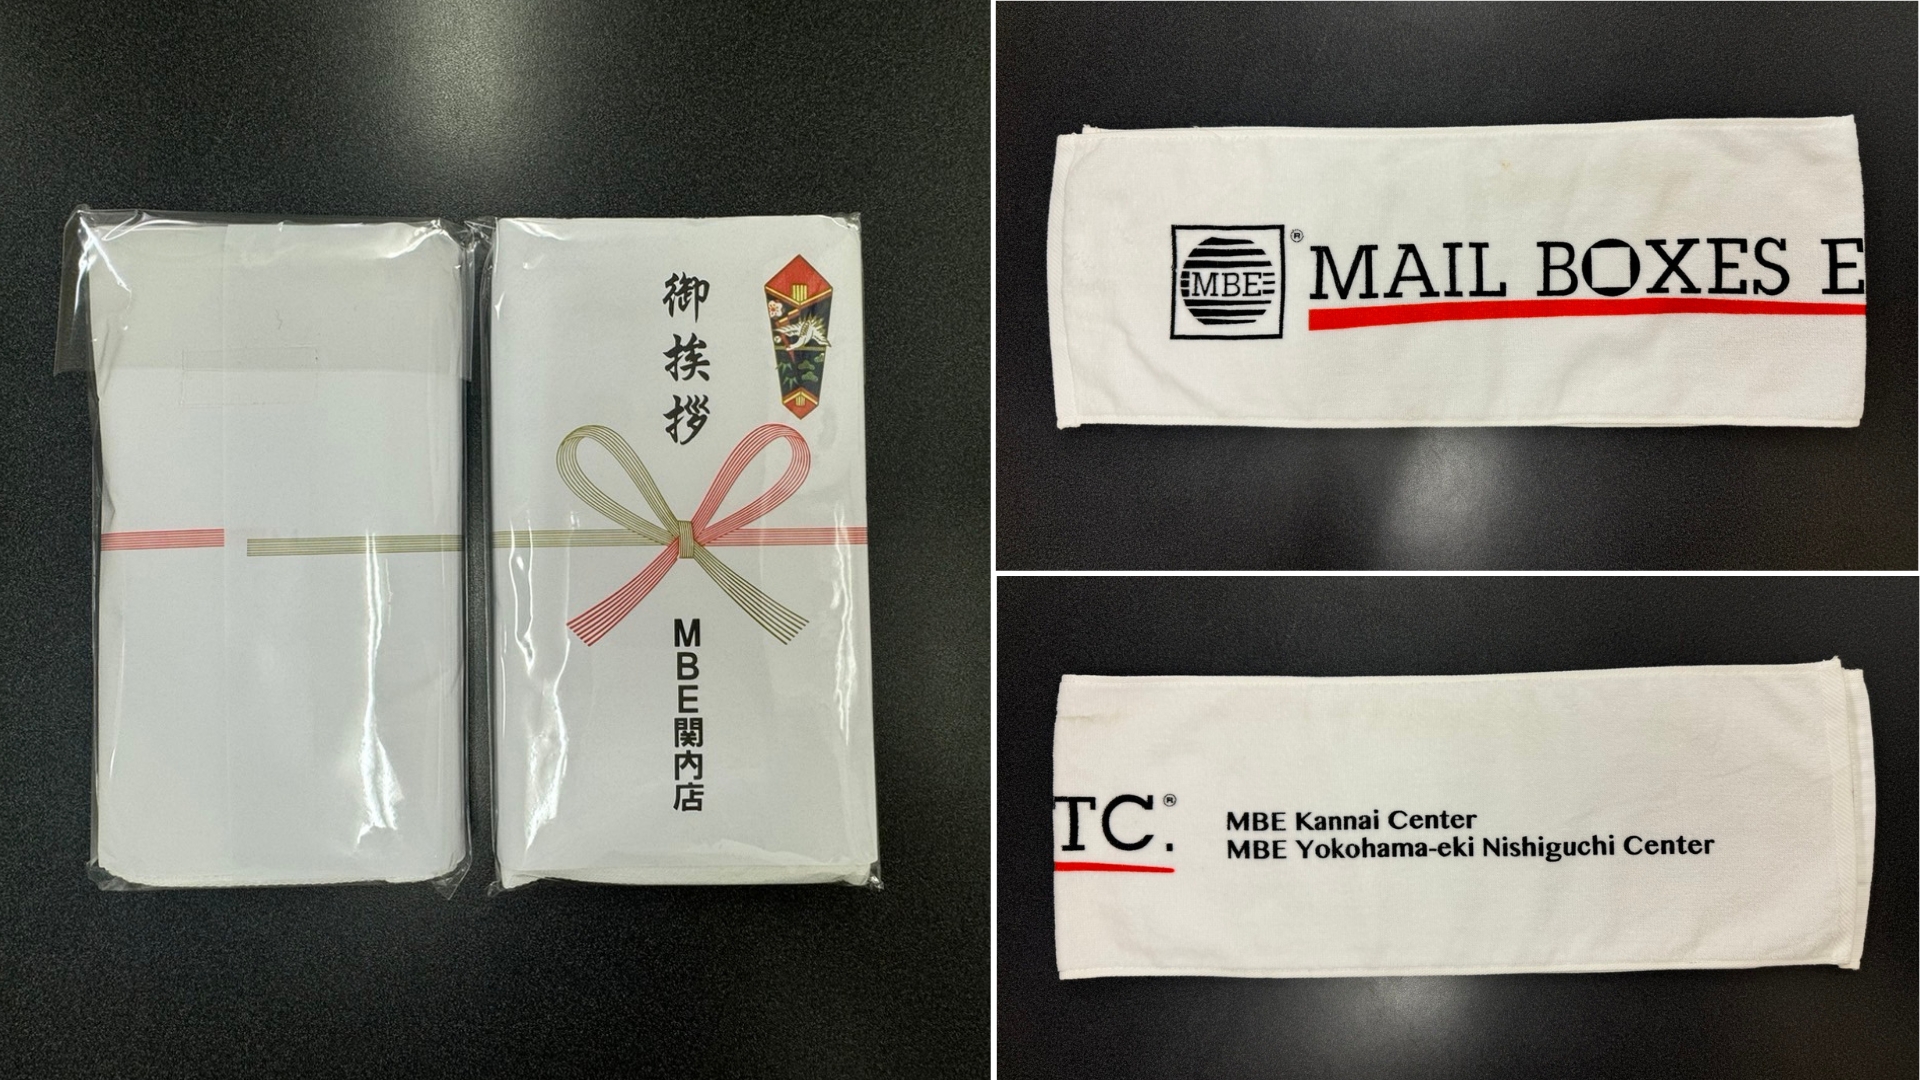 御挨拶
MBE関内店
MBE
®
MAIL BOXES E
TC.®
MBE Kannai Center
MBE Yokohama-eki Nishiguchi Center